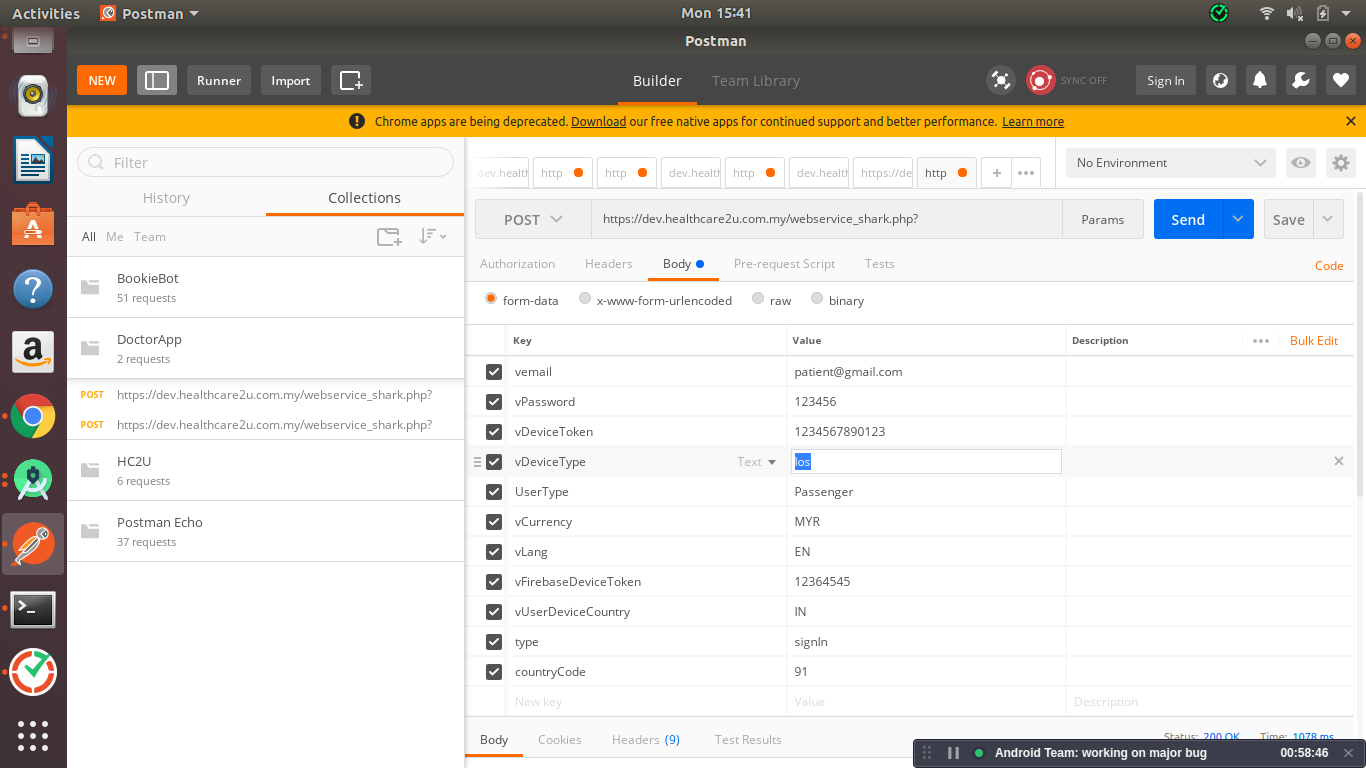 Activities Postman Mon 15:41
Postman
NEW Runner Import Builder Team Library SYNC OFF Sign In
Chrome apps are being deprecated. Download our free native apps for continued support and better performance. Learn more
Filter
History Collections
All Me Team
BookieBot
51 requests
DoctorApp
2 requests
POST https://dev.healthcare2u.com.my/webservice_shark.php?
POST https://dev.healthcare2u.com.my/webservice_shark.php?
HC2U
6 requests
Postman Echo
37 requests
dev.healt http http dev.healt http dev.healt https://de http + ••• No Environment
POST https://dev.healthcare2u.com.my/webservice_shark.php? Params Send Save
Authorization Headers Body Pre-request Script Tests Code
form-data x-www-form-urlencoded raw binary
Key Value Description ••• Bulk Edit
vemail patient@gmail.com
vPassword 123456
vDeviceToken 1234567890123
vDeviceType Text Ios
UserType Passenger
vCurrency MYR
vLang EN
vFirebaseDeviceToken 12364545
vUserDeviceCountry IN
type signIn
countryCode 91
New key Value Description
Body Cookies Headers (9) Test Results Status: 200 OK Time: 1078 ms
Android Team: working on major bug 00:58:46